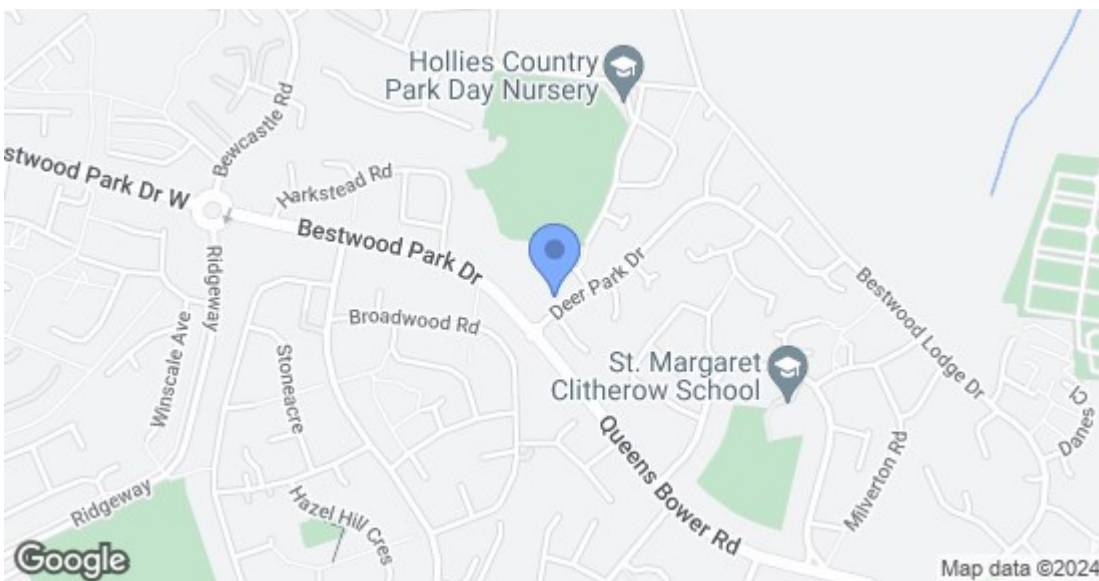 Hollies Country
Park Day Nursery
Bewcastle Rd
stwood Park Dr W
Harkstead Rd
Bestwood Park Dr
Ridgeway
Deer Park Dr
Broadwood Rd
Bestwood Lodge Dr
Winscale Ave
Stoneacre
St. Margaret
Clitherow School
Danes Ct
Queens Bower Rd
Milverton Rd
Ridgeway
Hazel Hill Cres
Google
Map data ©2024